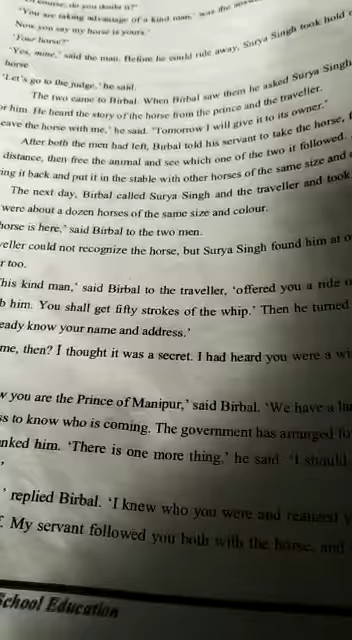 Of course, do you doubt it?'
'You are taking advantage of a kind man,' was the
Now you say my horse is yours.'
'Your horse?'
'Yes, mine,' said the man. Before he could ride away, Surya Singh took hold
horse.
'Let's go to the judge,' he said.
The two came to Birbal. When Birbal saw them he asked Surya Singh
or him. He heard the story of the horse from the prince and the traveller.
eave the horse with me,' he said. 'Tomorrow I will give it to its owner.'
After both the men had left, Birbal told his servant to take the horse,
distance, then free the animal and see which one of the two it followed.
ing it back and put it in the stable with other horses of the same size and
The next day, Birbal called Surya Singh and the traveller and took
were about a dozen horses of the same size and colour.
horse is here,' said Birbal to the two men.
veller could not recognize the horse, but Surya Singh found him at
r too.
his kind man,' said Birbal to the traveller, 'offered you a ride
b him. You shall get fifty strokes of the whip.' Then he turned
eady know your name and address.'
me, then? I thought it was a secret. I had heard you were a
w you are the Prince of Manipur,' said Birbal. 'We have a
ss to know who is coming. The government has arranged
nked him. 'There is one more thing,' he said. 'I should
'
' replied Birbal. 'I knew who you were and realized
f. My servant followed you both with the horse, and
School Education